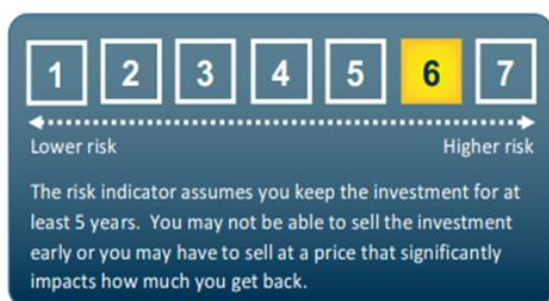 1 2 3 4 5 6 7
Lower risk Higher risk
The risk indicator assumes you keep the investment for at
least 5 years. You may not be able to sell the investment
early or you may have to sell at a price that significantly
impacts how much you get back.